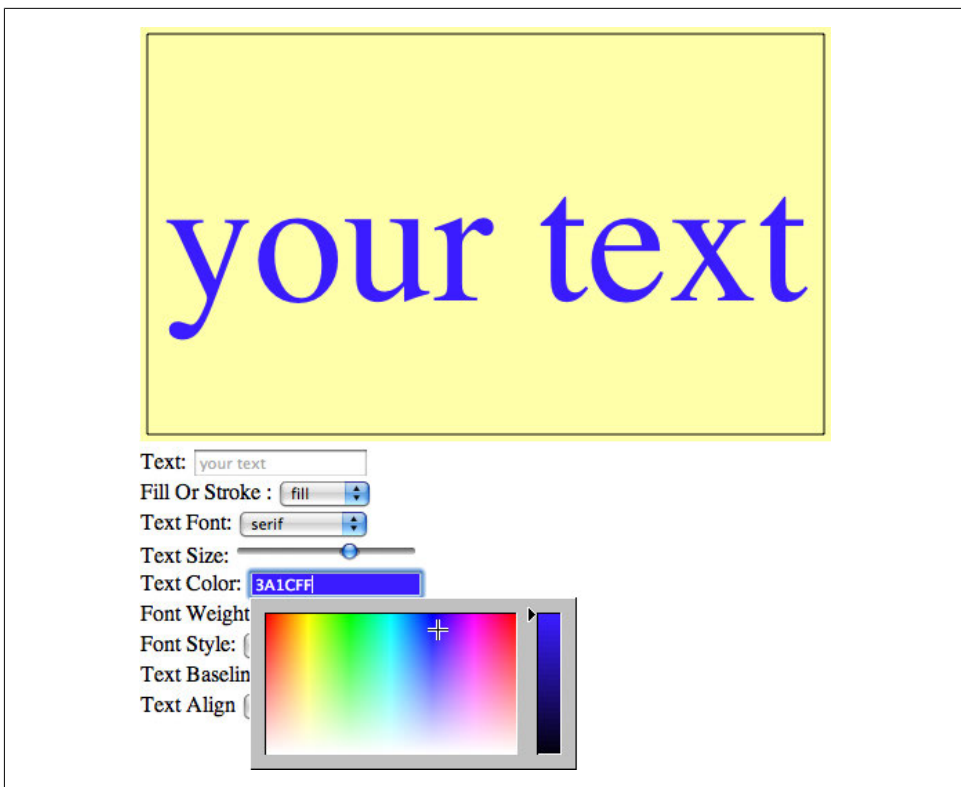 your text
Text: your text
Fill Or Stroke : fill
Text Font: serif
Text Size:
Text Color: 3A1CFF
Font Weight
Font Style:
Text Baselin
Text Align